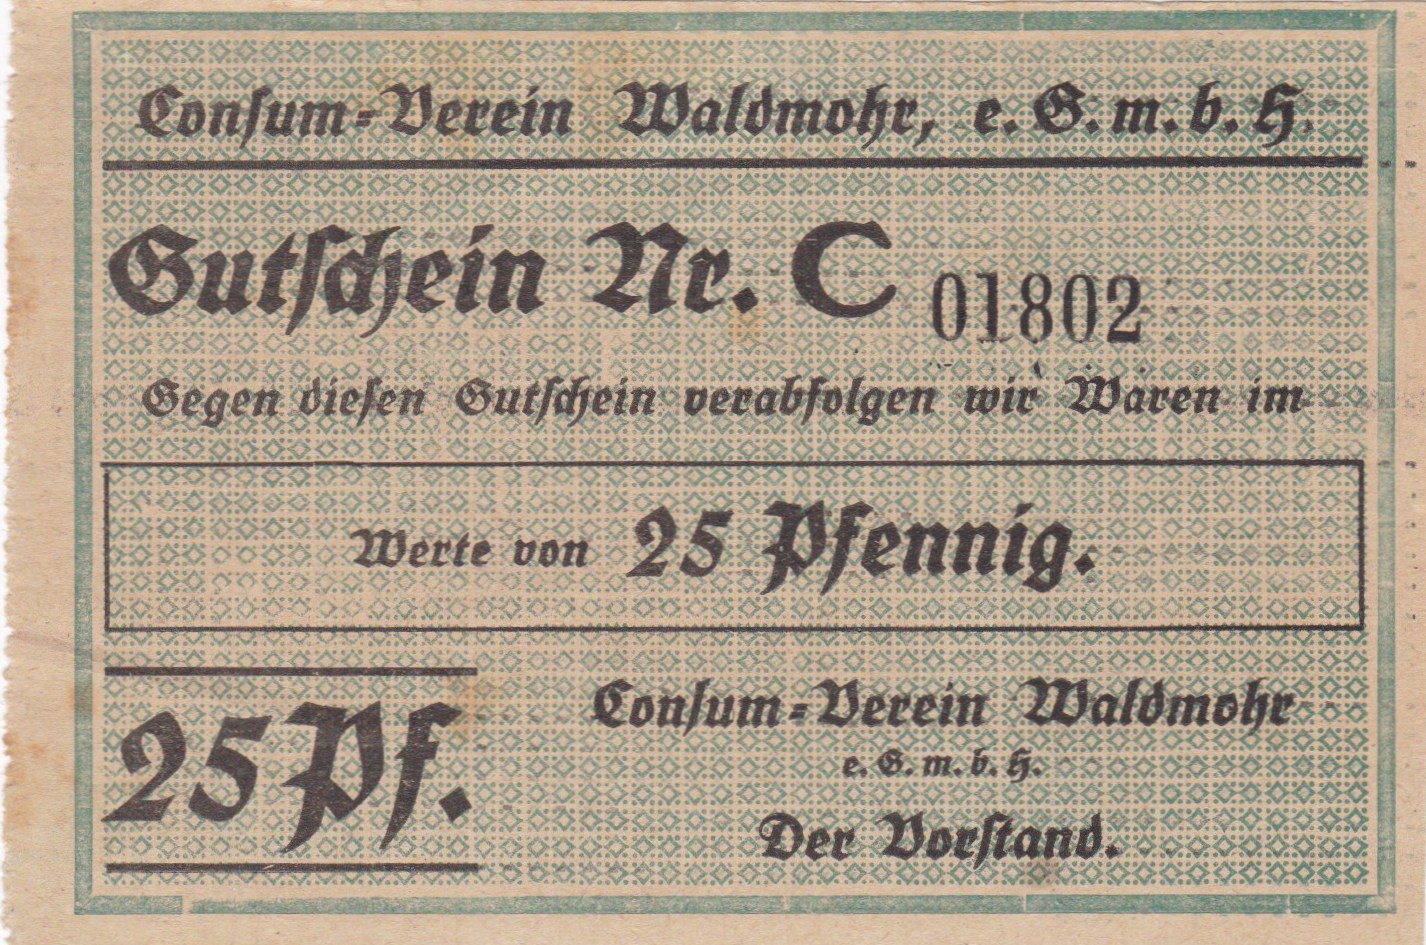 Consum-Verein Waldmohr, e. G. m. b. H.
Gutschein Nr. C 01802
Gegen diesen Gutschein verabfolgen wir Waren im
Werte von 25 Pfennig.
25 Pf.
Consum-Verein Waldmohr
e. G. m. b. H.
Der Vorstand.